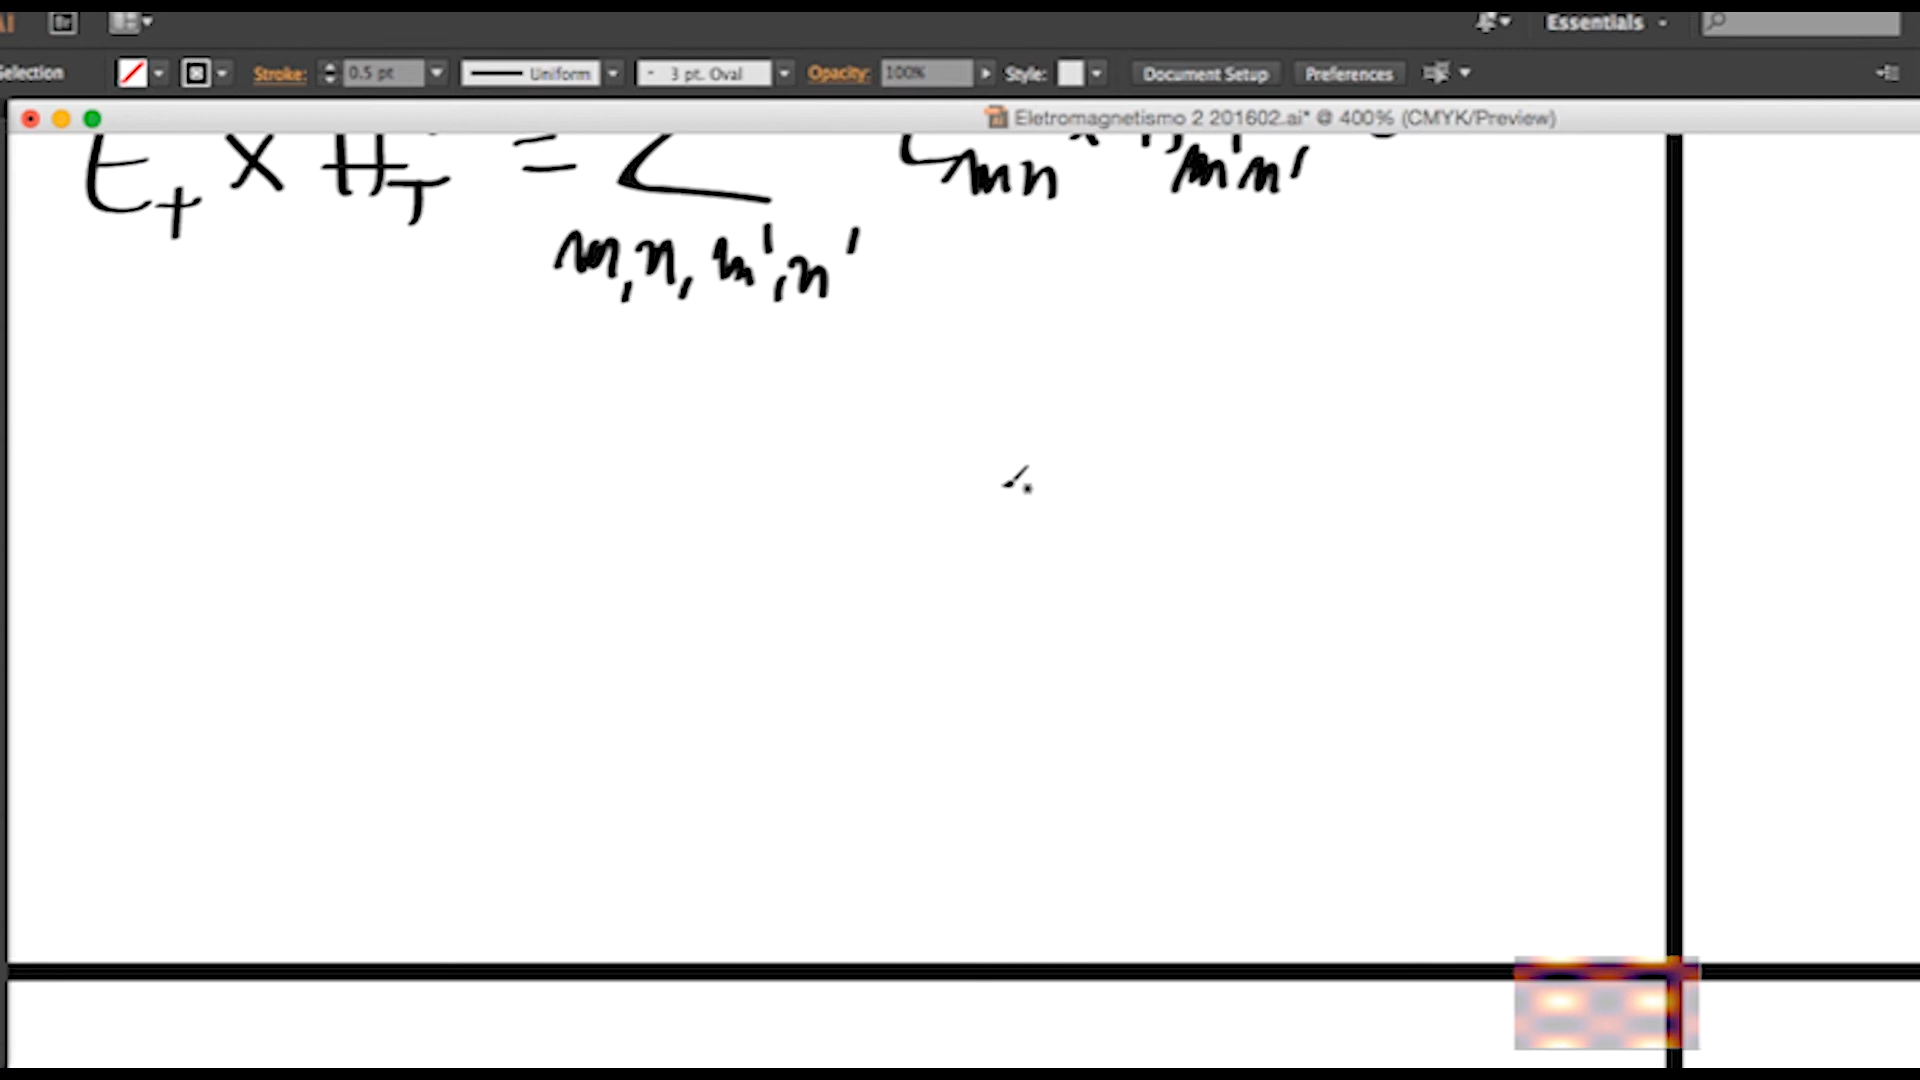 Essentials
Selection Stroke: 0.5 pt Uniform 3 pt. Oval Opacity: 100% Style: Document Setup Preferences
Eletromagnetismo 2 201602.ai* @ 400% (CMYK/Preview)
E_T × H_T = Σ E_mn × m'n'
m,n,m',n'